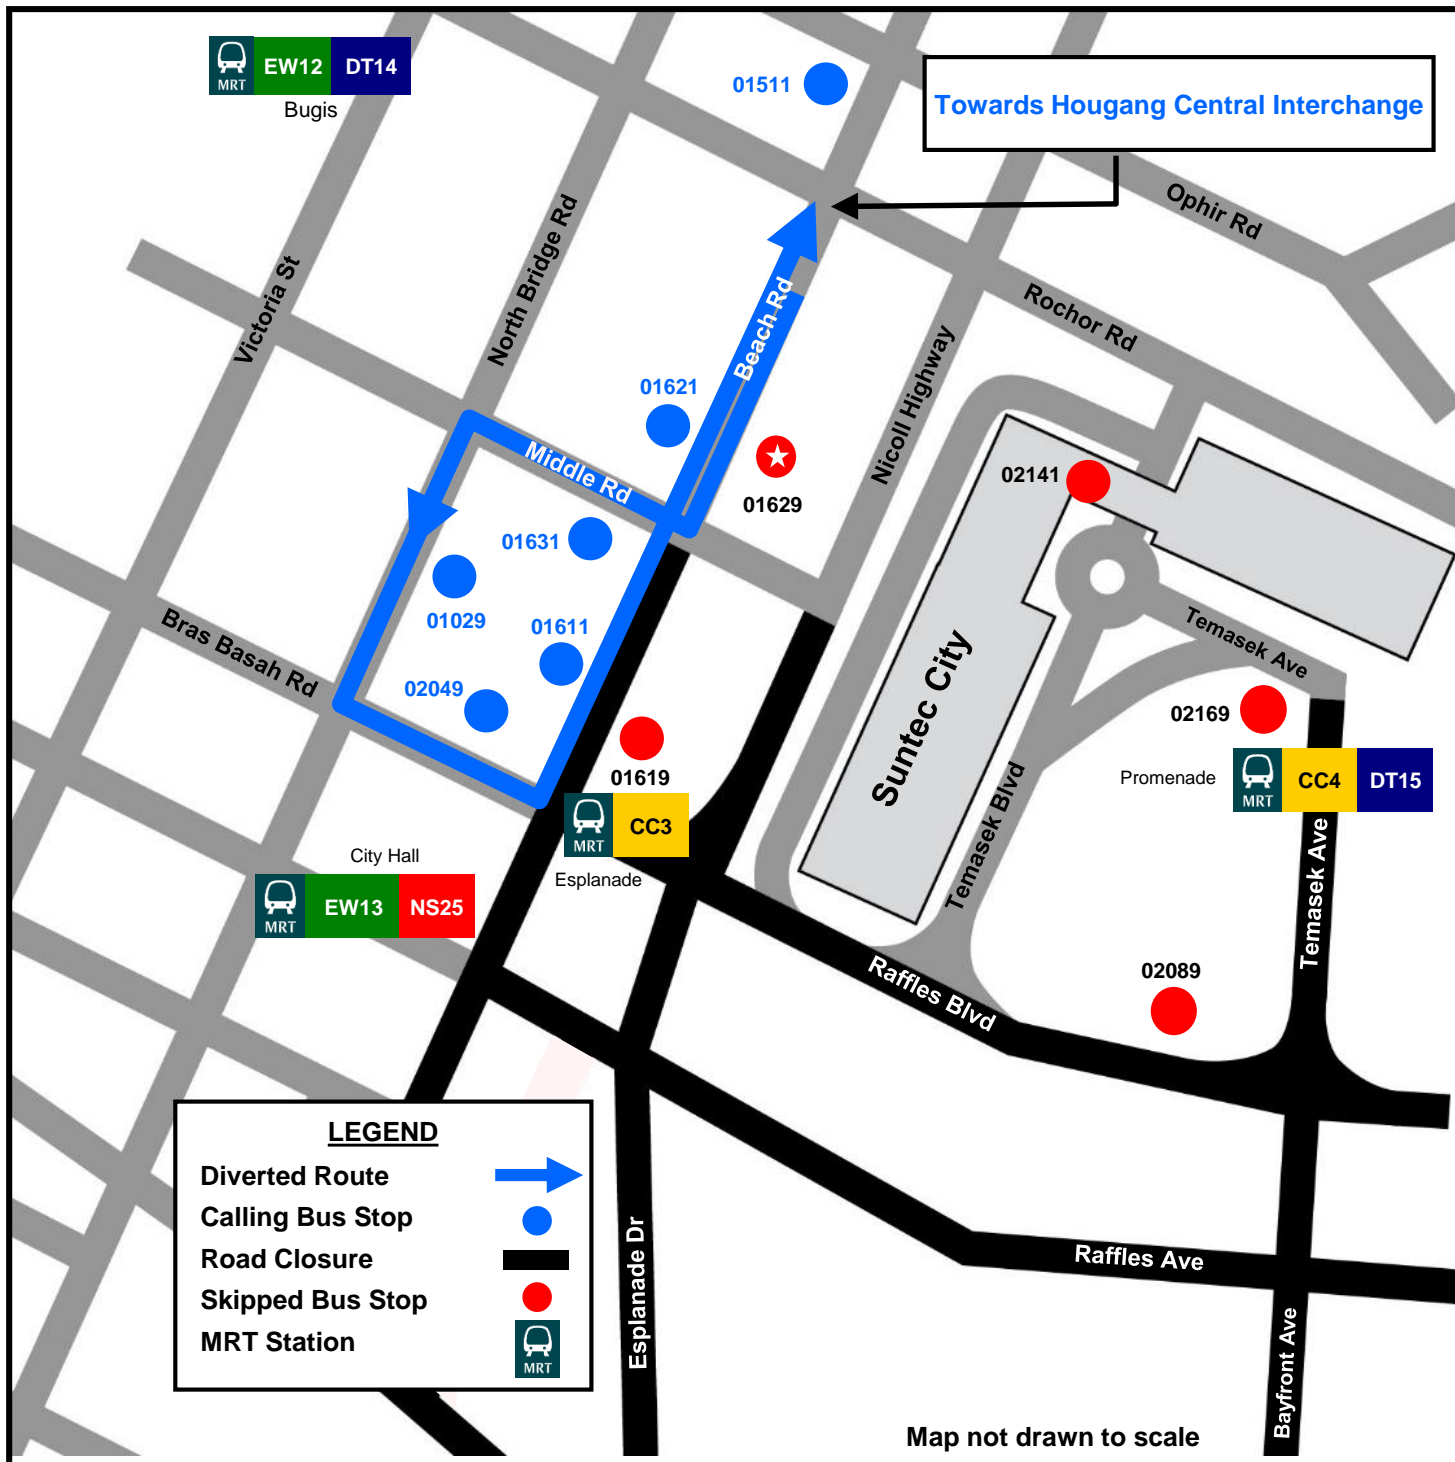 MRT
EW12
DT14
Bugis
01511
Towards Hougang Central Interchange
Ophir Rd
North Bridge Rd
Victoria St
Rochor Rd
Beach Rd
Nicoll Highway
01621
Middle Rd
01629
02141
01631
01029
01611
Bras Basah Rd
02049
Temasek Ave
Suntec City
02169
01619
Promenade
MRT
CC4
DT15
MRT
CC3
Esplanade
Temasek Blvd
City Hall
MRT
EW13
NS25
Temasek Ave
02089
Raffles Blvd
LEGEND
Diverted Route
Calling Bus Stop
Road Closure
Skipped Bus Stop
MRT Station
MRT
Esplanade Dr
Raffles Ave
Bayfront Ave
Map not drawn to scale